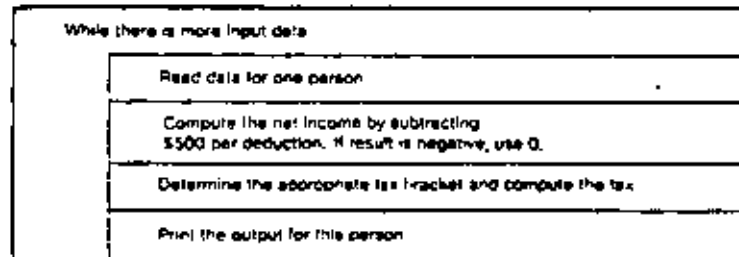 While there is more input data
Read data for one person
Compute the net income by subtracting
$500 per deduction. If result is negative, use 0.
Determine the appropriate tax bracket and compute the tax
Print the output for this person